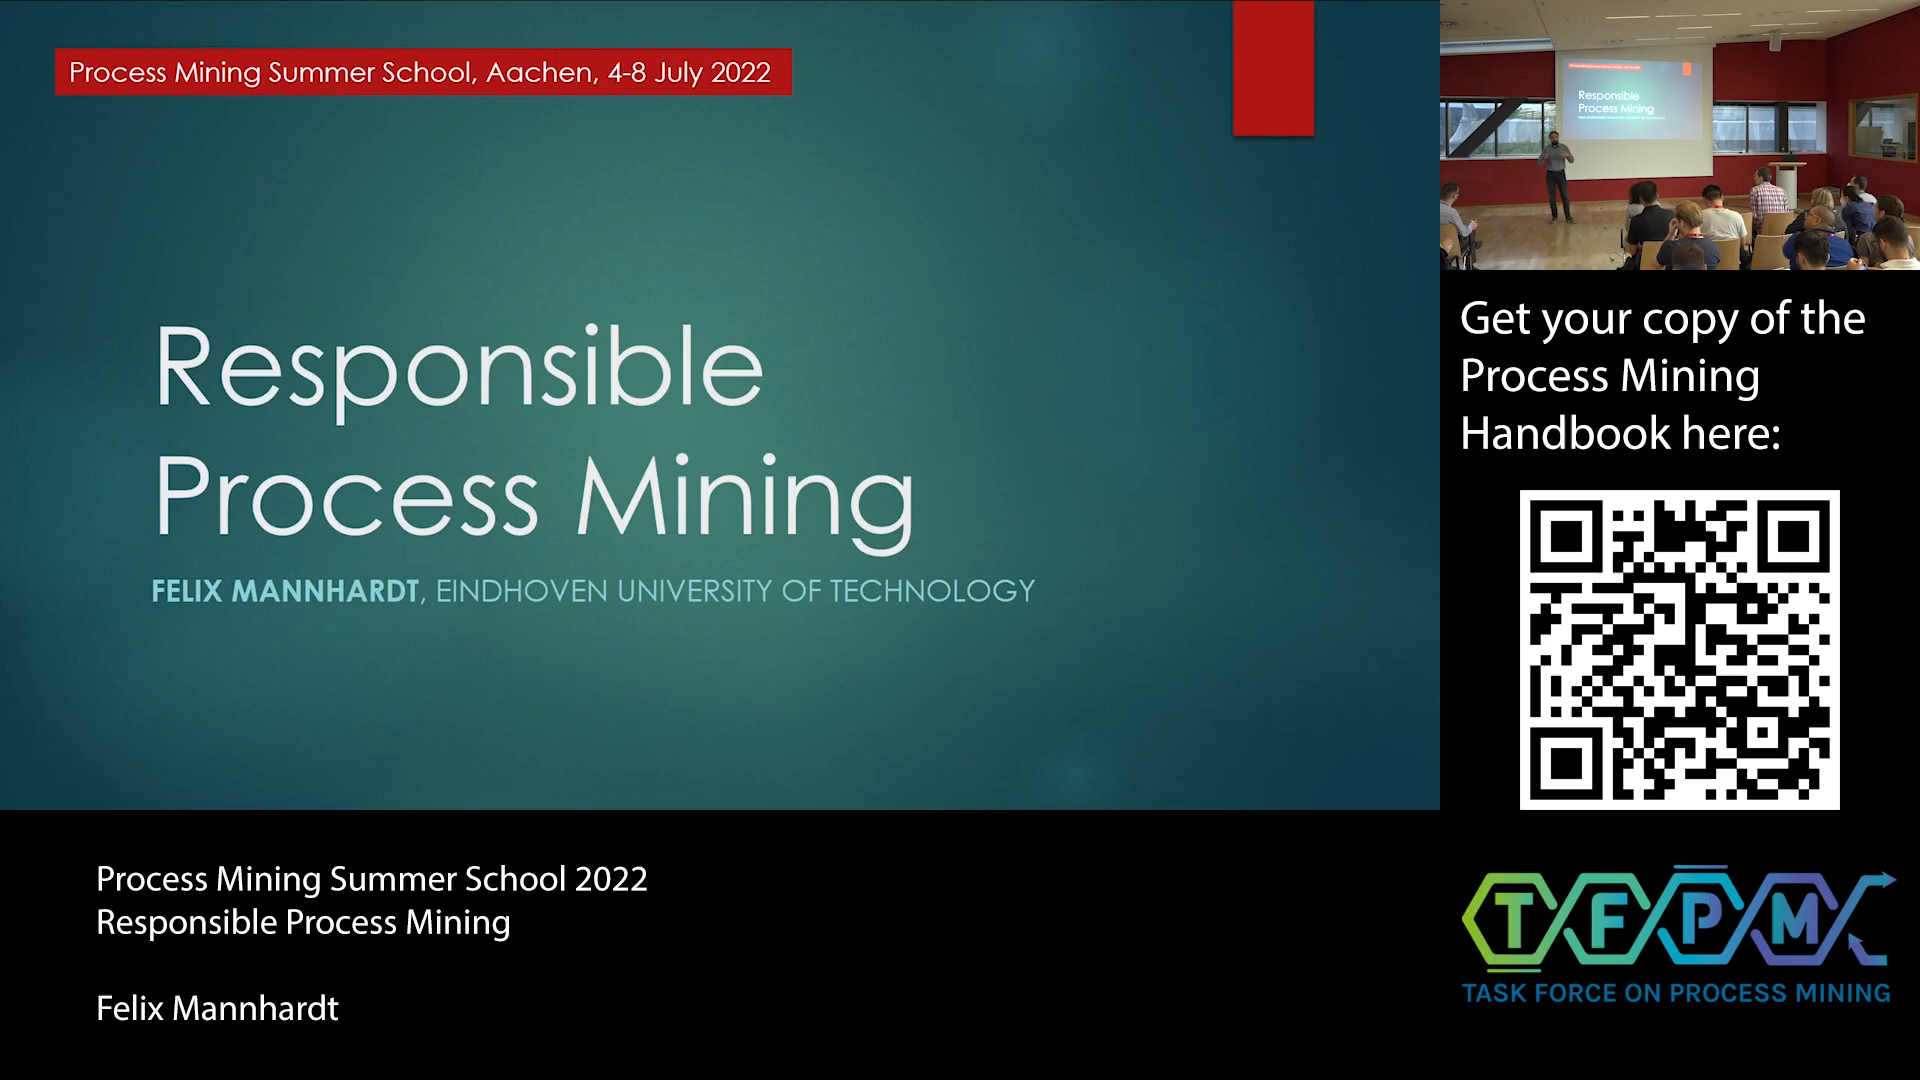 Process Mining Summer School, Aachen, 4-8 July 2022
Responsible
Process Mining
FELIX MANNHARDT, EINDHOVEN UNIVERSITY OF TECHNOLOGY
Responsible
Process Mining
Get your copy of the
Process Mining
Handbook here:
Process Mining Summer School 2022
Responsible Process Mining
Felix Mannhardt
TFPM
TASK FORCE ON PROCESS MINING